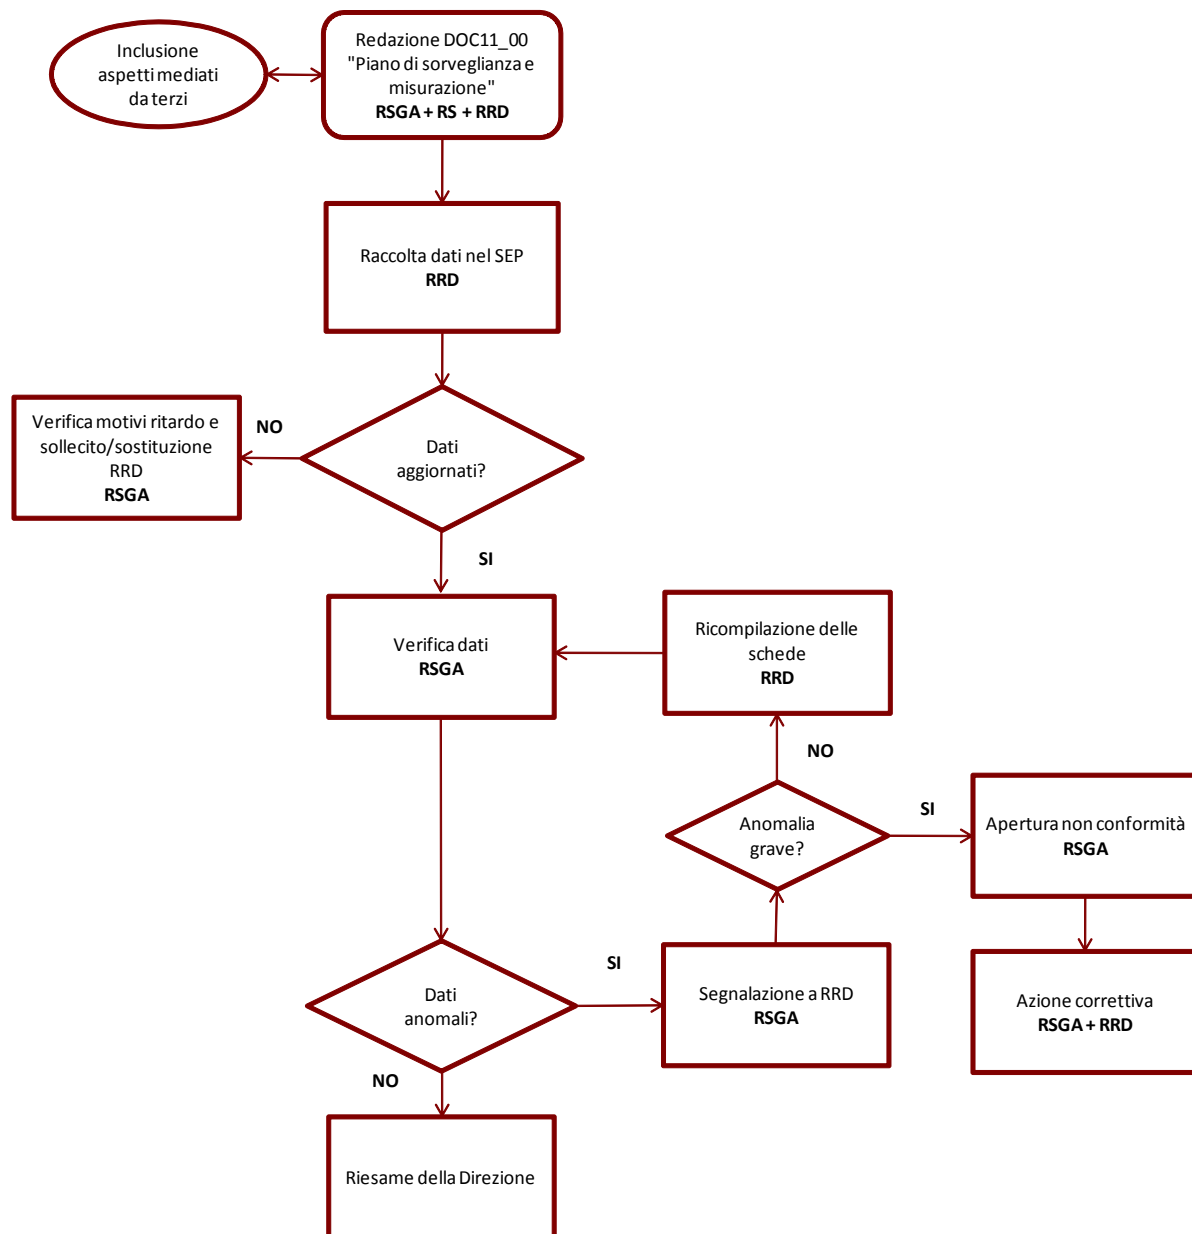 Inclusione
aspetti mediati
da terzi
Redazione DOC11_00
"Piano di sorveglianza e
misurazione"
RSGA + RS + RRD
Raccolta dati nel SEP
RRD
Verifica motivi ritardo e
sollecito/sostituzione
RRD
RSGA
NO
Dati
aggiornati?
SI
Verifica dati
RSGA
Ricompilazione delle
schede
RRD
NO
Anomalia
grave?
SI
Apertura non conformità
RSGA
Dati
anomali?
SI
Segnalazione a RRD
RSGA
Azione correttiva
RSGA + RRD
NO
Riesame della Direzione